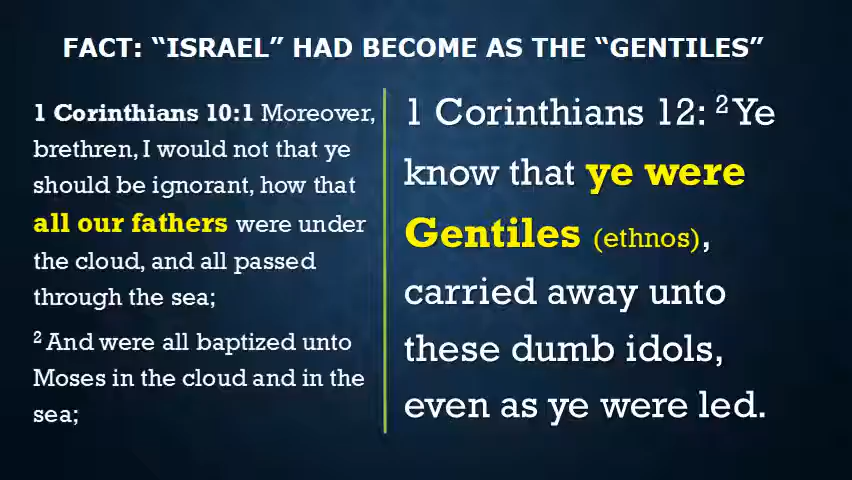 FACT: “ISRAEL” HAD BECOME AS THE “GENTILES”
1 Corinthians 10:1 Moreover,
brethren, I would not that ye
should be ignorant, how that
all our fathers were under
the cloud, and all passed
through the sea;
2 And were all baptized unto
Moses in the cloud and in the
sea;
1 Corinthians 12: 2 Ye
know that ye were
Gentiles (ethnos),
carried away unto
these dumb idols,
even as ye were led.